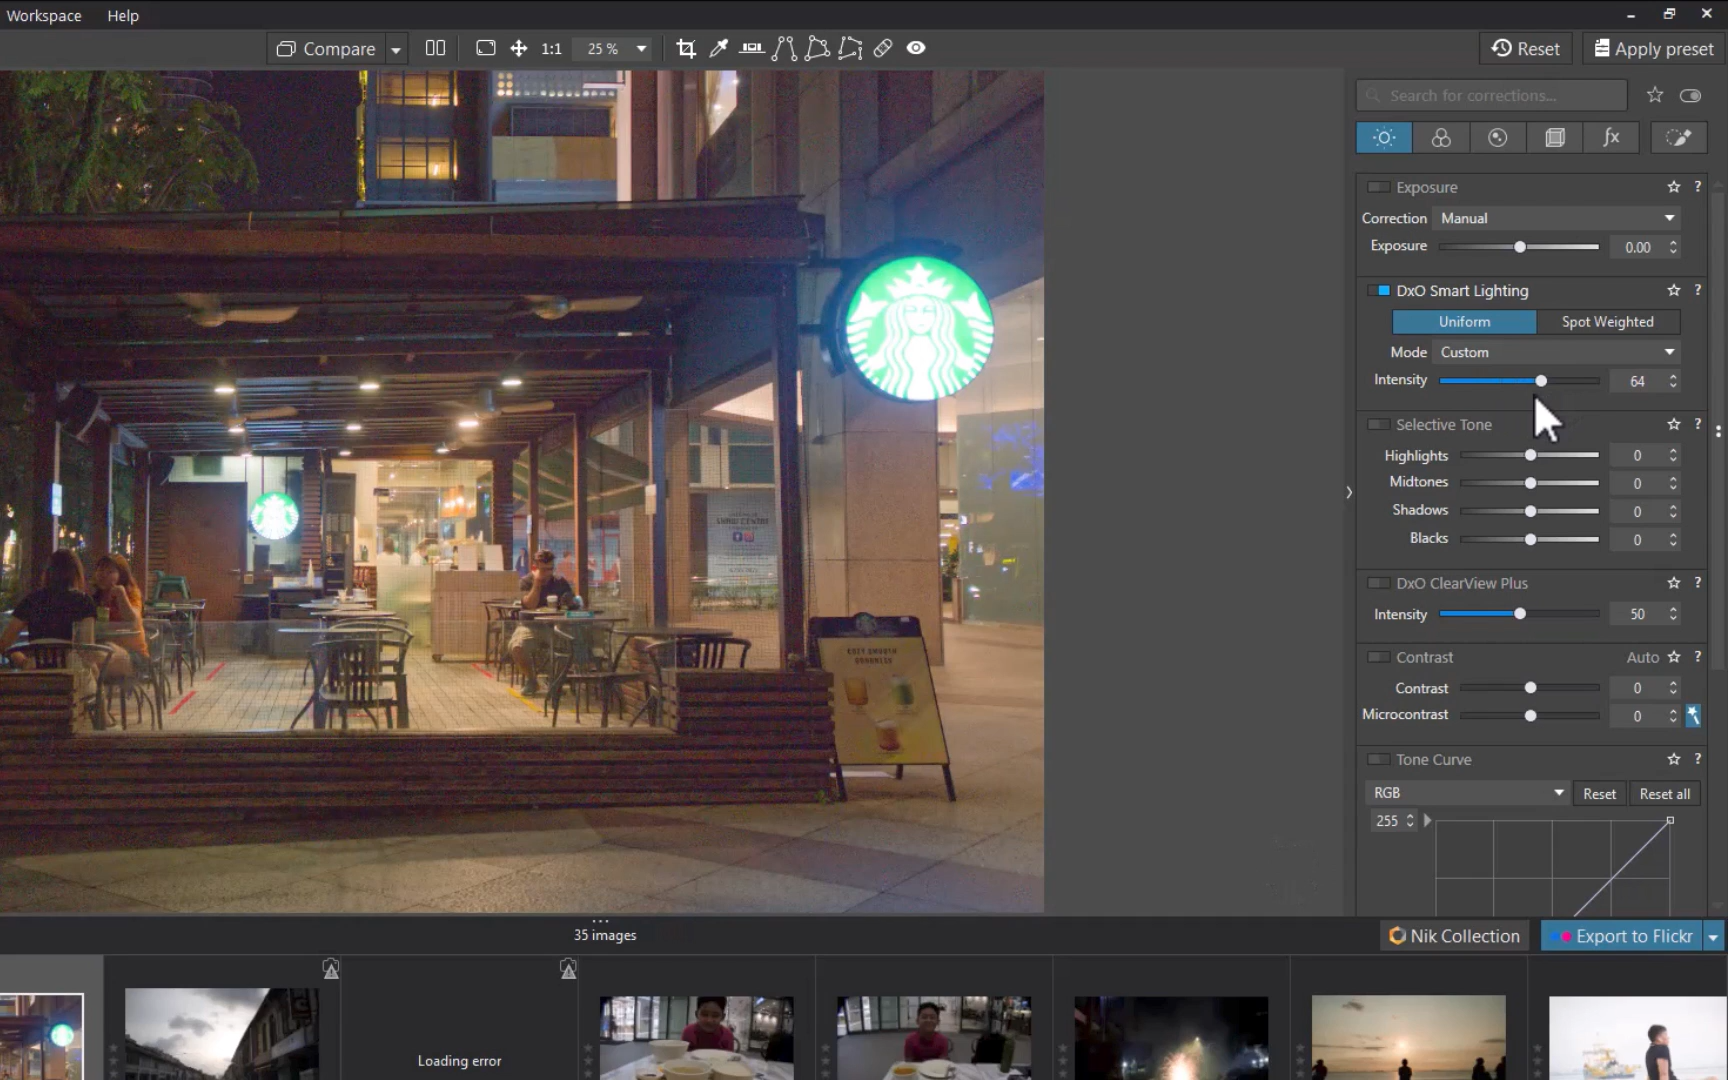 Workspace Help
Compare 1:1 25 % Reset Apply preset
Search for corrections...
fx
Exposure ?
Correction Manual
Exposure 0.00
DxO Smart Lighting ?
Uniform Spot Weighted
Mode Custom
Intensity 64
Selective Tone ?
Highlights 0
Midtones 0
Shadows 0
Blacks 0
DxO ClearView Plus ?
Intensity 50
Contrast Auto ?
Contrast 0
Microcontrast 0
Tone Curve ?
RGB Reset Reset all
255
35 images
Nik Collection Export to Flickr
Loading error